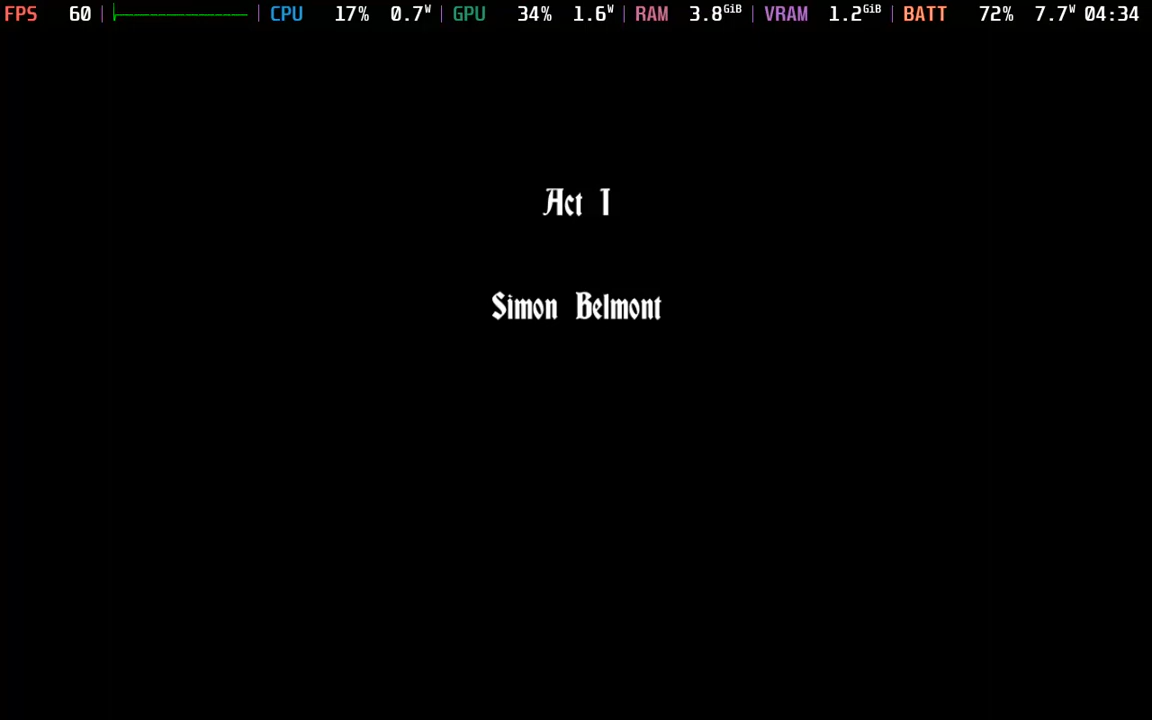 FPS 60 | CPU 17% 0.7W | GPU 34% 1.6W | RAM 3.8GiB | VRAM 1.2GiB | BATT 72% 7.7W 04:34
Act I
Simon Belmont